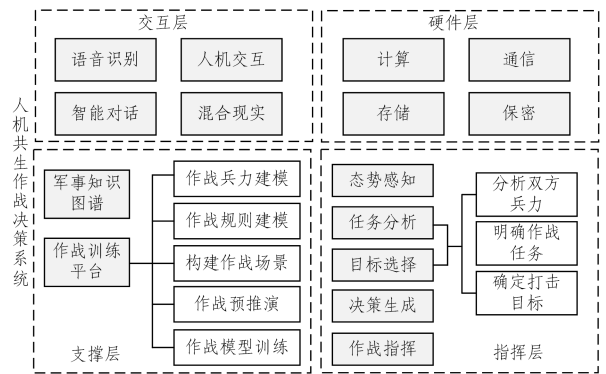 人机共生作战决策系统
交互层
语音识别
人机交互
智能对话
混合现实
硬件层
计算
通信
存储
保密
军事知识
图谱
作战训练
平台
作战兵力建模
作战规则建模
构建作战场景
作战预推演
作战模型训练
支撑层
态势感知
任务分析
目标选择
决策生成
作战指挥
分析双方
兵力
明确作战
任务
确定打击
目标
指挥层